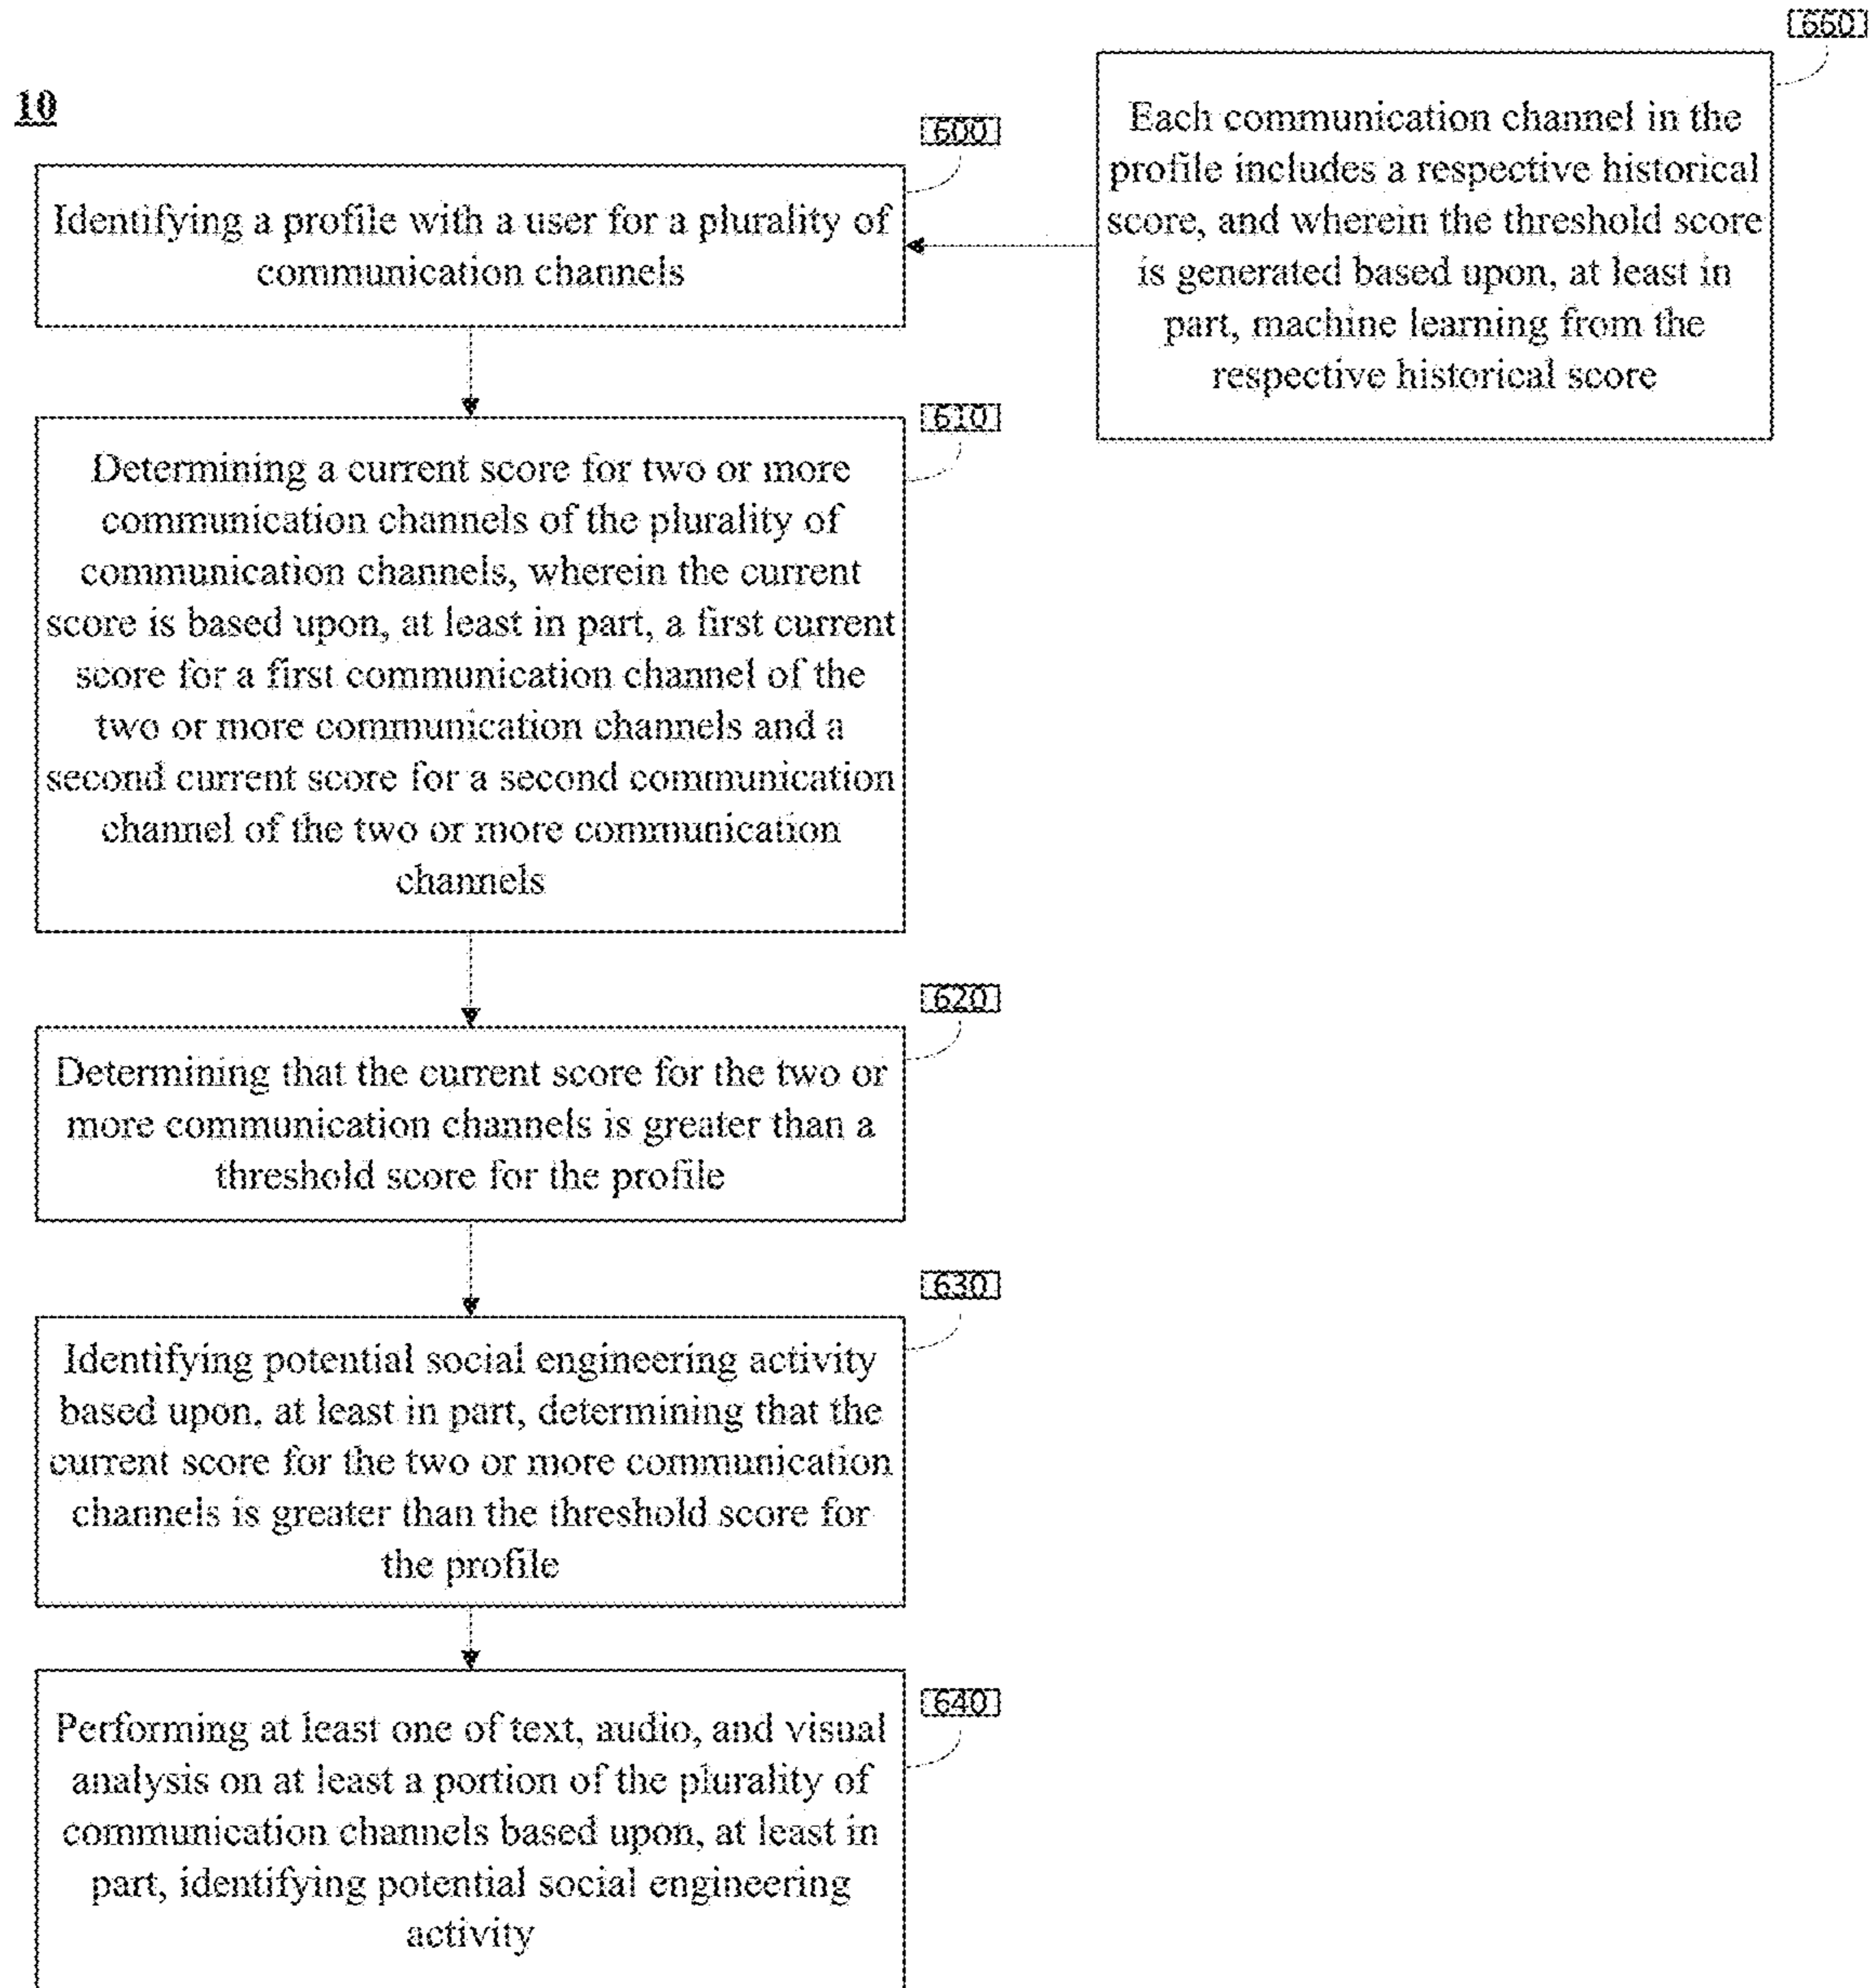 10
600
Identifying a profile with a user for a plurality of
communication channels
660
Each communication channel in the
profile includes a respective historical
score, and wherein the threshold score
is generated based upon, at least in
part, machine learning from the
respective historical score
610
Determining a current score for two or more
communication channels of the plurality of
communication channels, wherein the current
score is based upon, at least in part, a first current
score for a first communication channel of the
two or more communication channels and a
second current score for a second communication
channel of the two or more communication
channels
620
Determining that the current score for the two or
more communication channels is greater than a
threshold score for the profile
630
Identifying potential social engineering activity
based upon, at least in part, determining that the
current score for the two or more communication
channels is greater than the threshold score for
the profile
640
Performing at least one of text, audio, and visual
analysis on at least a portion of the plurality of
communication channels based upon, at least in
part, identifying potential social engineering
activity